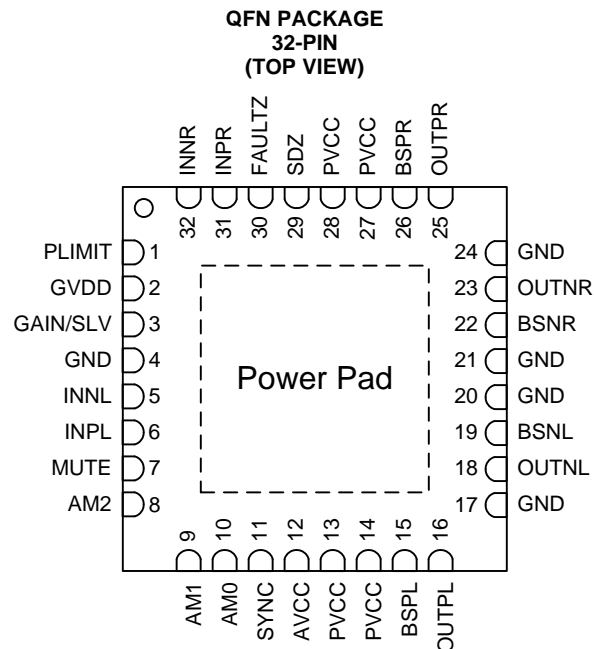 QFN PACKAGE
32-PIN
(TOP VIEW)
INNR
INPR
FAULTZ
SDZ
PVCC
PVCC
BSPR
OUTPR
32
31
30
29
28
27
26
25
PLIMIT 1
GVDD 2
GAIN/SLV 3
GND 4
INNL 5
INPL 6
MUTE 7
AM2 8
Power Pad
24 GND
23 OUTNR
22 BSNR
21 GND
20 GND
19 BSNL
18 OUTNL
17 GND
9
10
11
12
13
14
15
16
AM1
AM0
SYNC
AVCC
PVCC
PVCC
BSPL
OUTPL